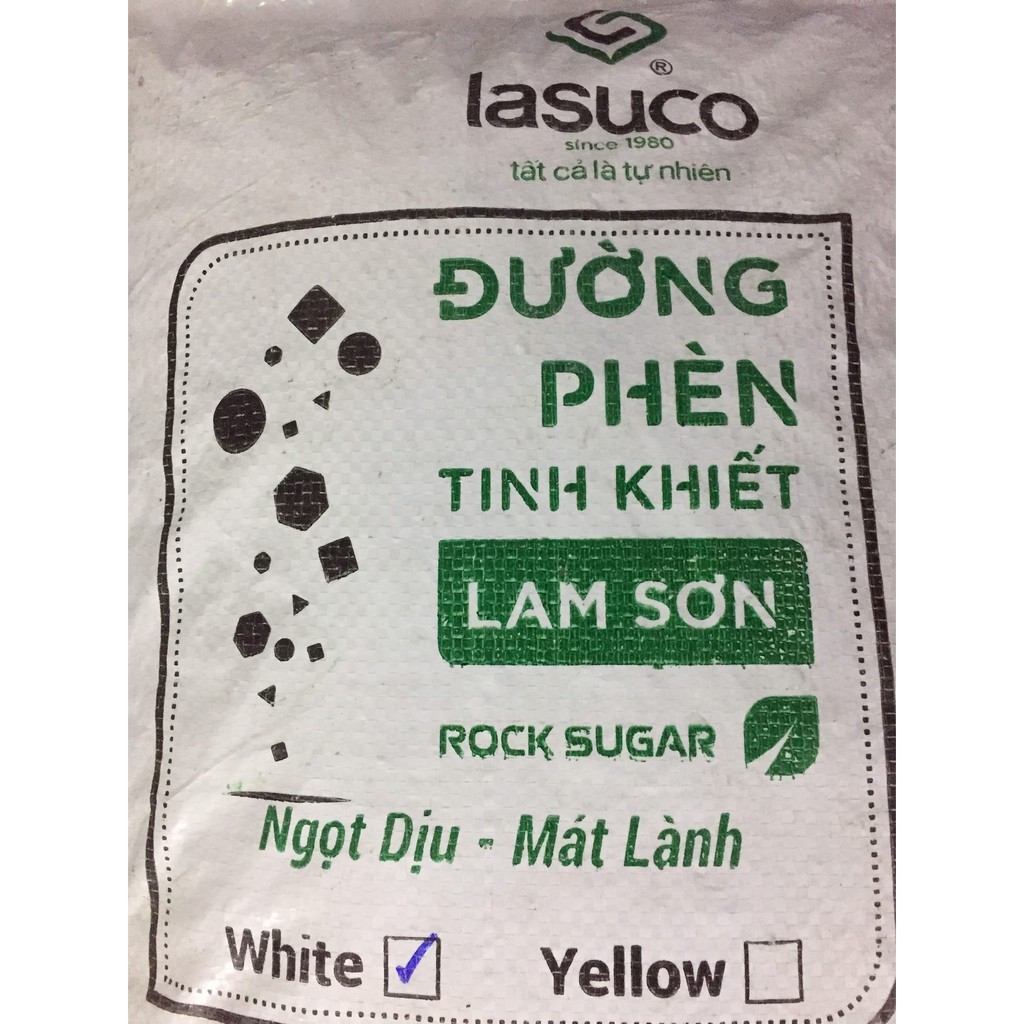 lasuco®
since 1980
tất cả là tự nhiên
ĐƯỜNG
PHÈN
TINH KHIẾT
LAM SƠN
ROCK SUGAR
Ngọt Dịu - Mát Lành
White ✓ Yellow